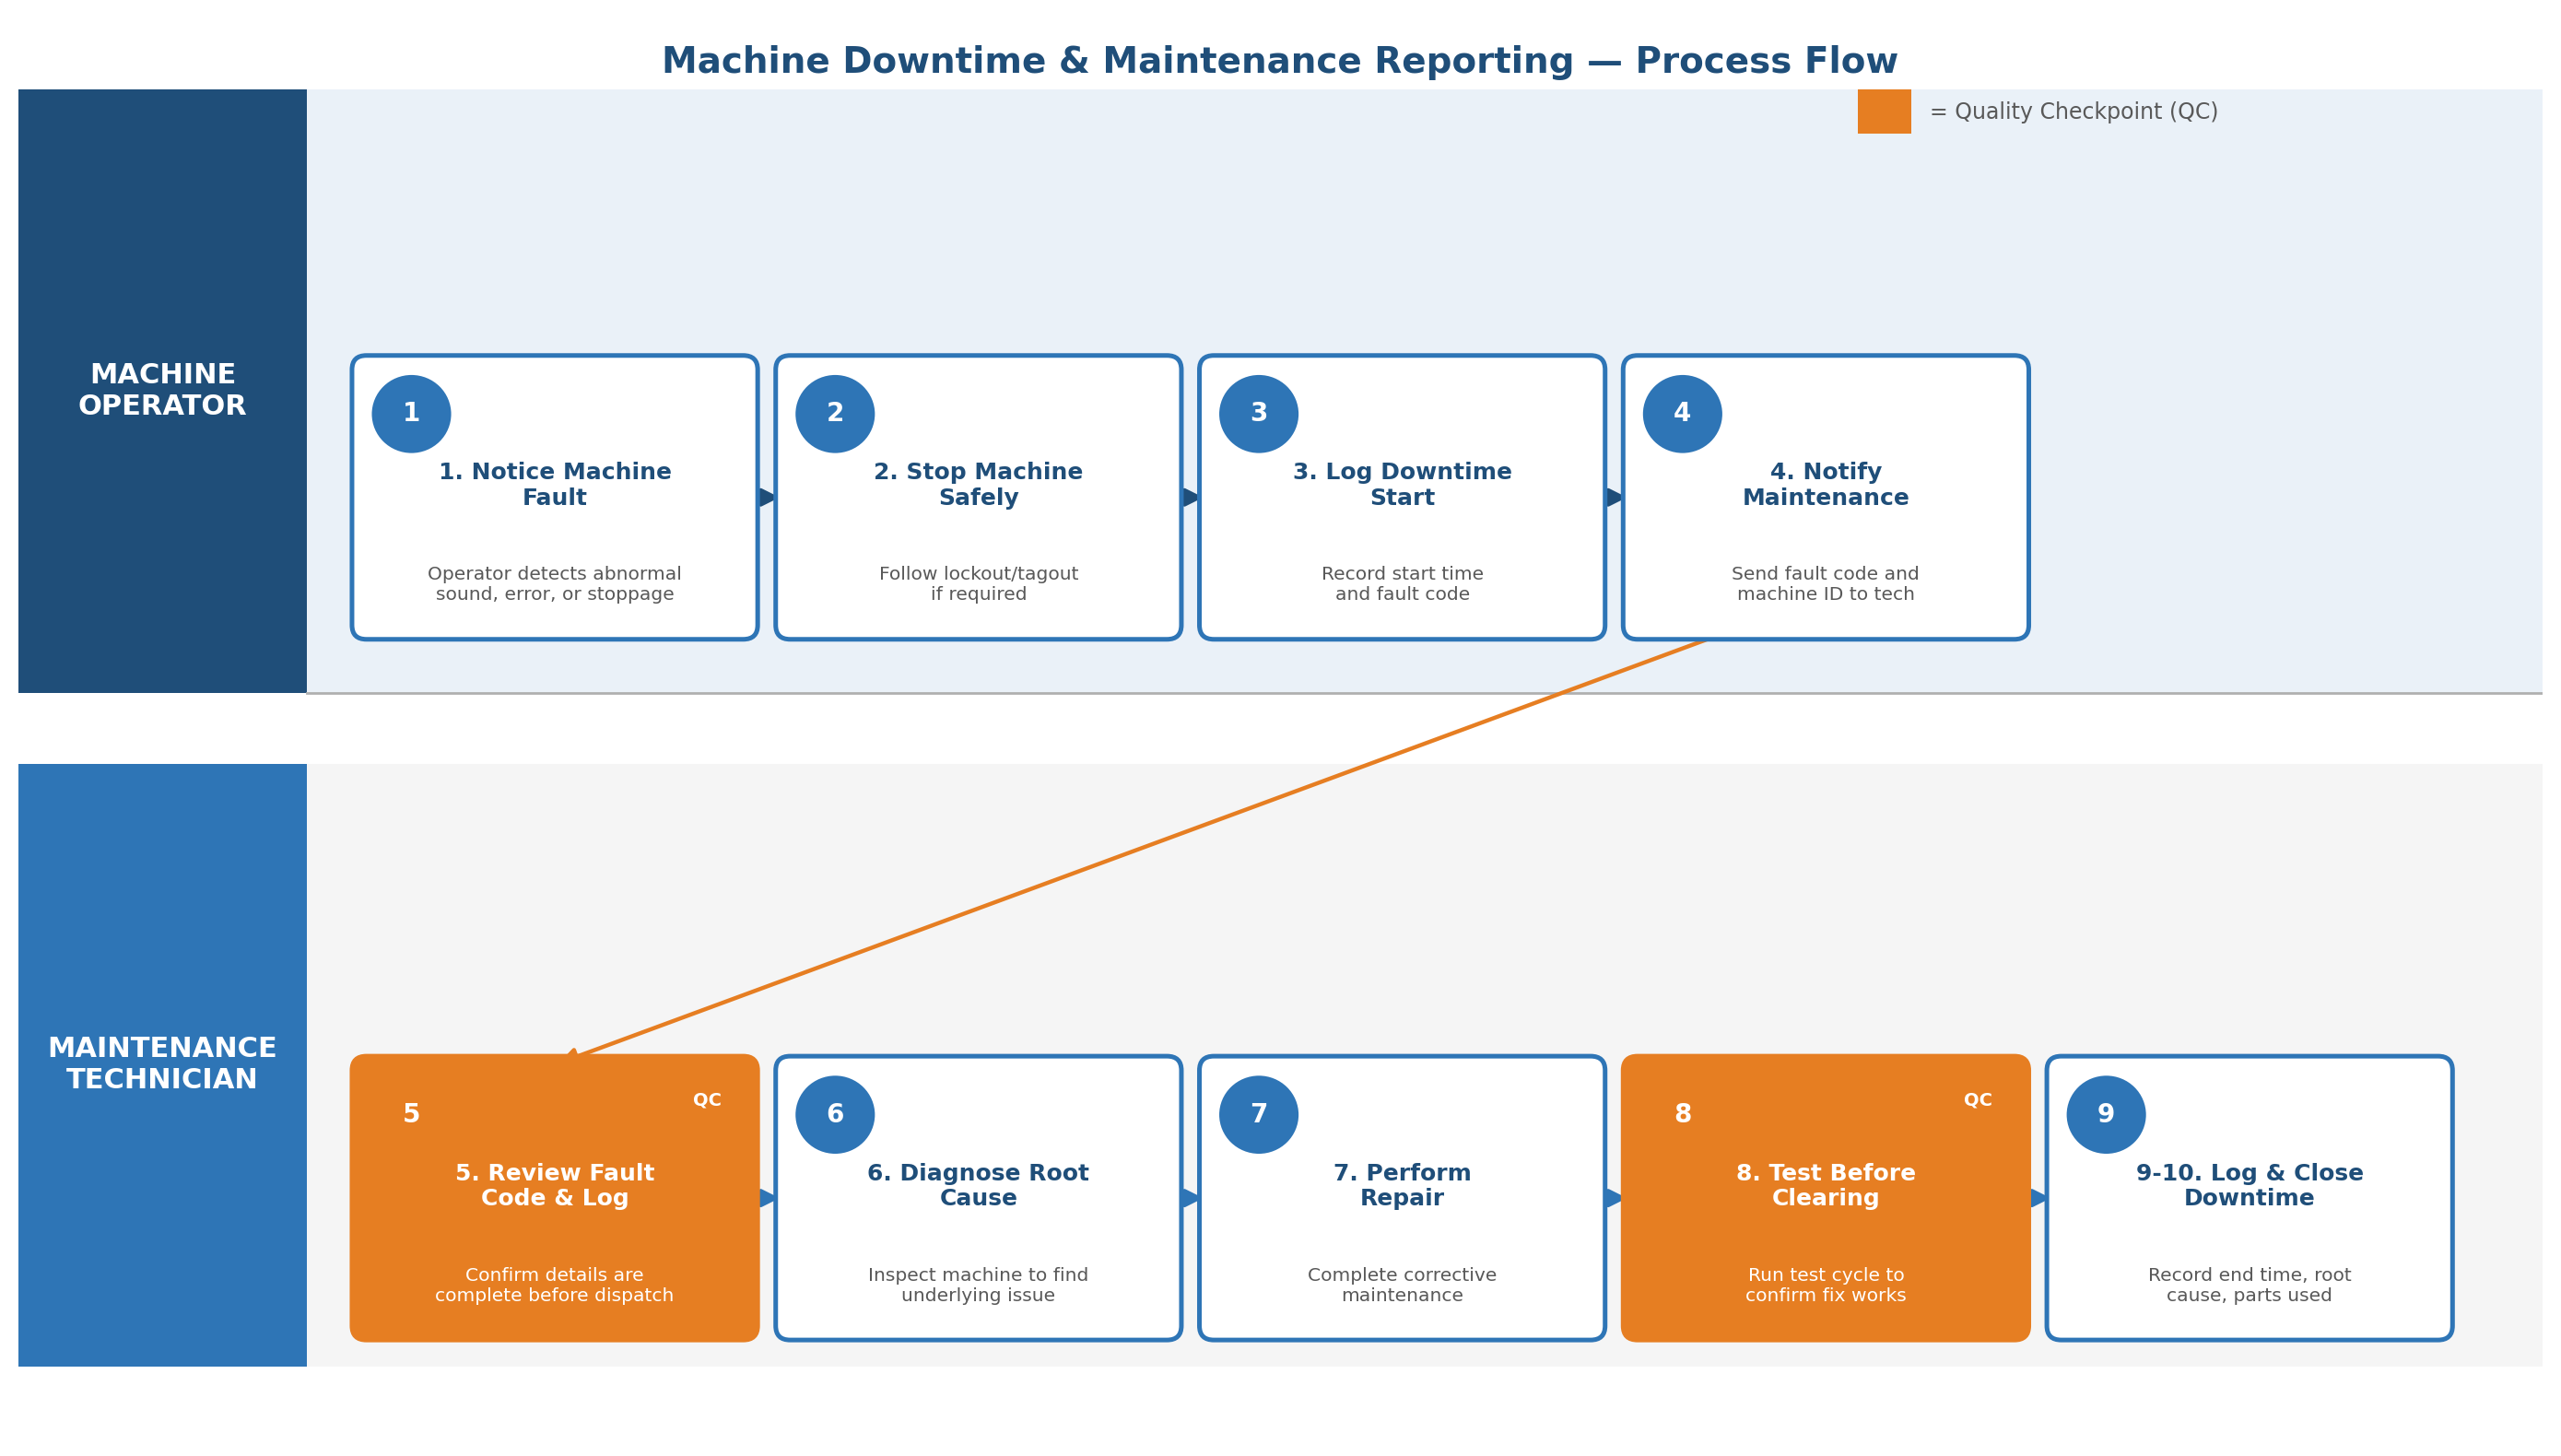 Machine Downtime & Maintenance Reporting — Process Flow
= Quality Checkpoint (QC)
MACHINE
OPERATOR
1
1. Notice Machine
Fault
Operator detects abnormal
sound, error, or stoppage
2
2. Stop Machine
Safely
Follow lockout/tagout
if required
3
3. Log Downtime
Start
Record start time
and fault code
4
4. Notify
Maintenance
Send fault code and
machine ID to tech
MAINTENANCE
TECHNICIAN
5
QC
5. Review Fault
Code & Log
Confirm details are
complete before dispatch
6
6. Diagnose Root
Cause
Inspect machine to find
underlying issue
7
7. Perform
Repair
Complete corrective
maintenance
8
QC
8. Test Before
Clearing
Run test cycle to
confirm fix works
9
9-10. Log & Close
Downtime
Record end time, root
cause, parts used